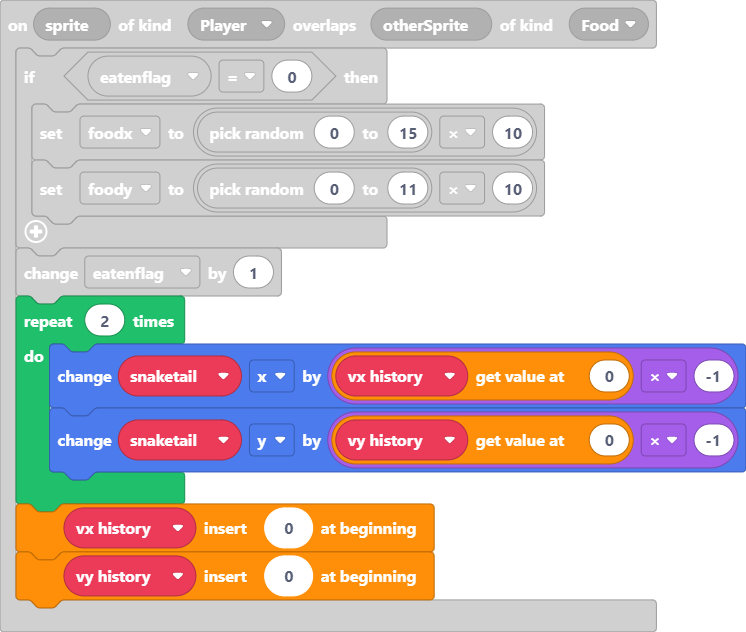 on sprite of kind Player overlaps otherSprite of kind Food
if eatenflag = 0 then
set foodx to pick random 0 to 15 × 10
set foody to pick random 0 to 11 × 10
change eatenflag by 1
repeat 2 times
do
change snaketail x by vx history get value at 0 × -1
change snaketail y by vy history get value at 0 × -1
vx history insert 0 at beginning
vy history insert 0 at beginning